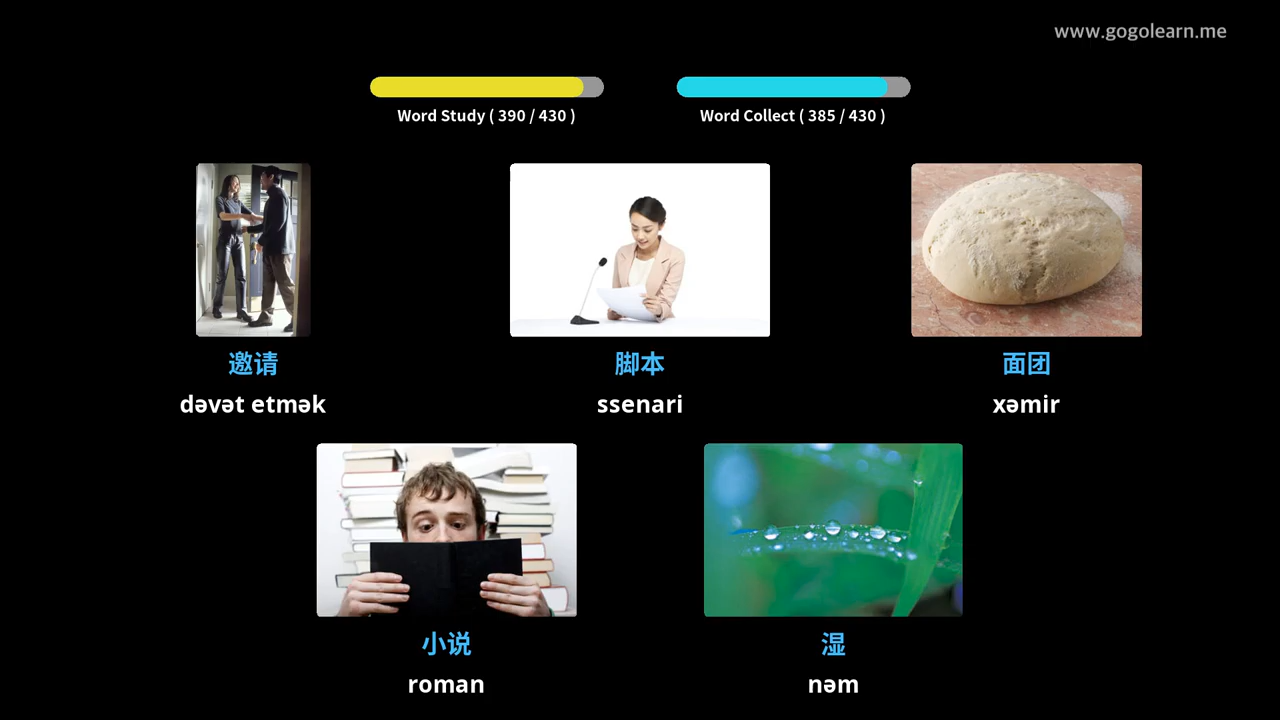 www.gogolearn.me
Word Study ( 390 / 430 )
Word Collect ( 385 / 430 )
邀请
dəvət etmək
脚本
ssenari
面团
xəmir
小说
roman
湿
nəm